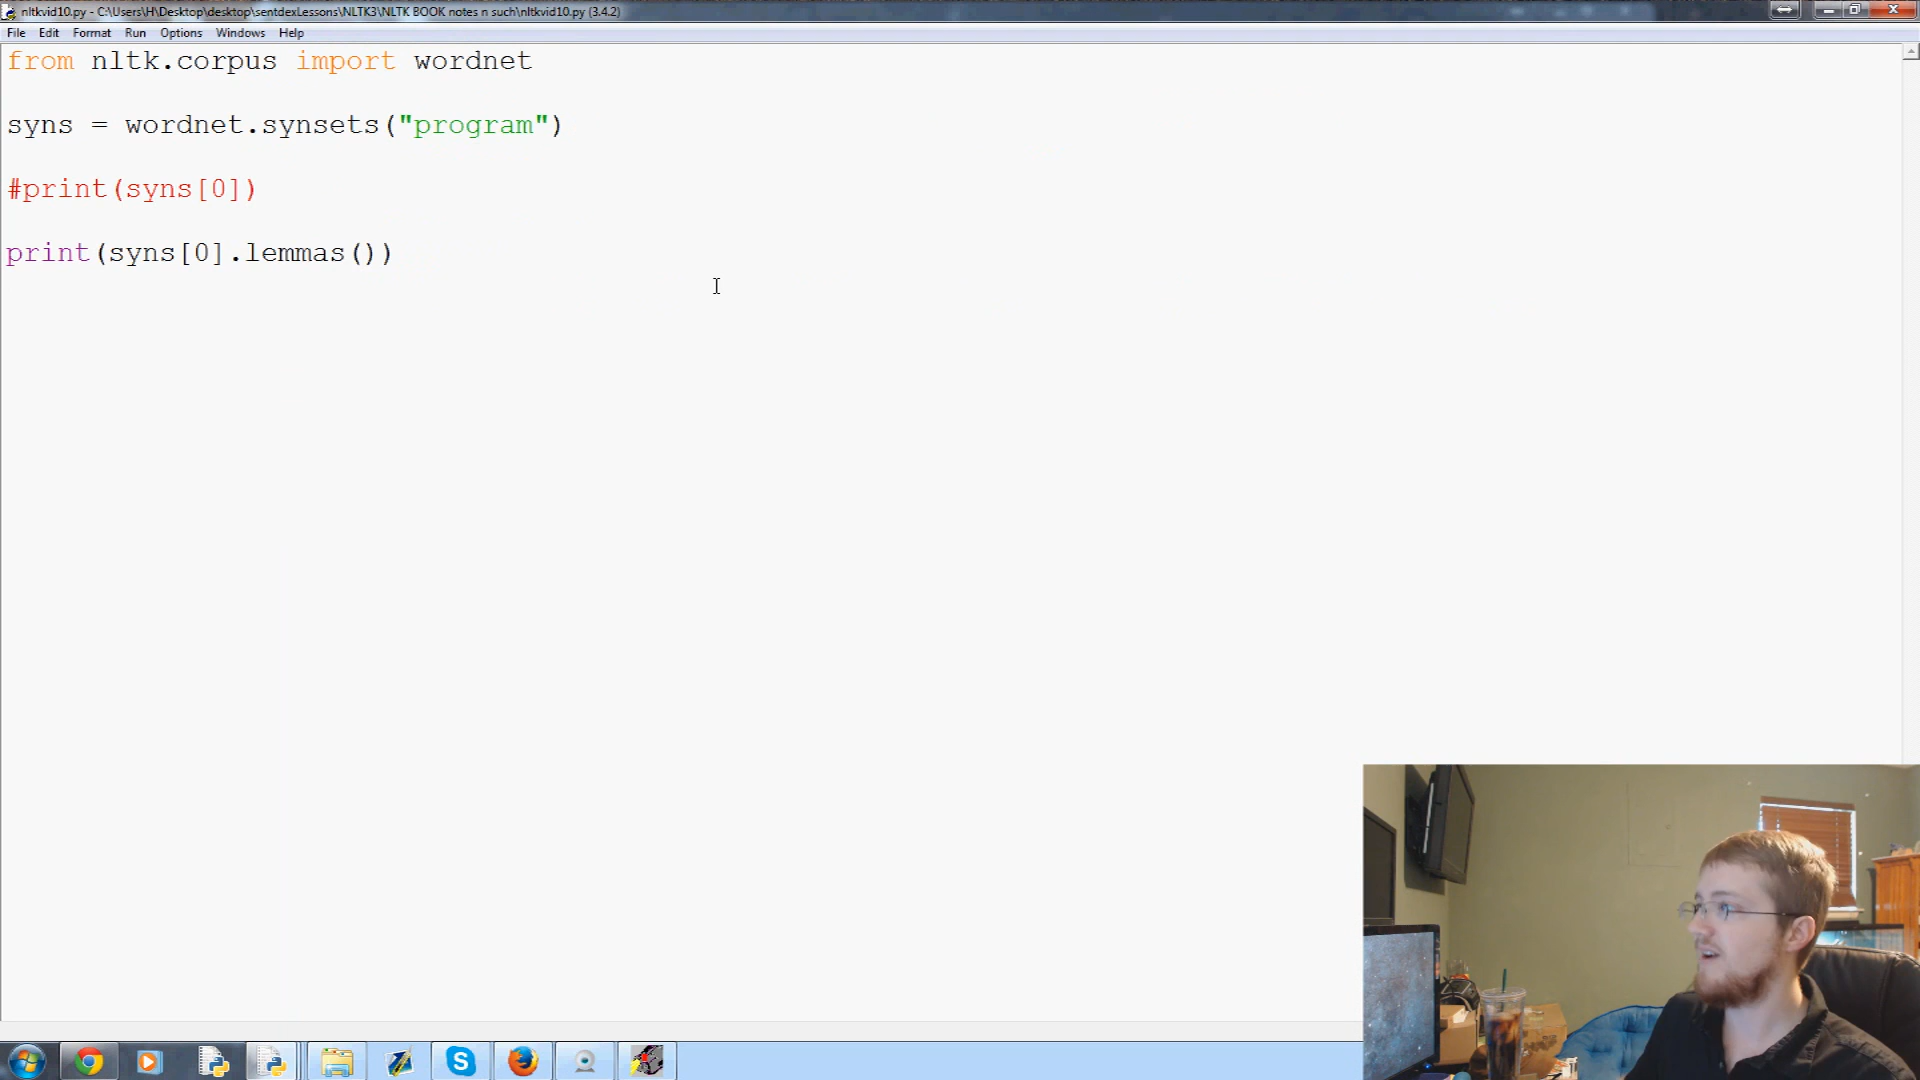 nltkvid10.py - C:\Users\H\Desktop\desktop\sentdexLessons\NLTK3\NLTK BOOK notes n such\nltkvid10.py (3.4.2)
File Edit Format Run Options Windows Help
from nltk.corpus import wordnet
syns = wordnet.synsets("program")
#print(syns[0])
print(syns[0].lemmas())